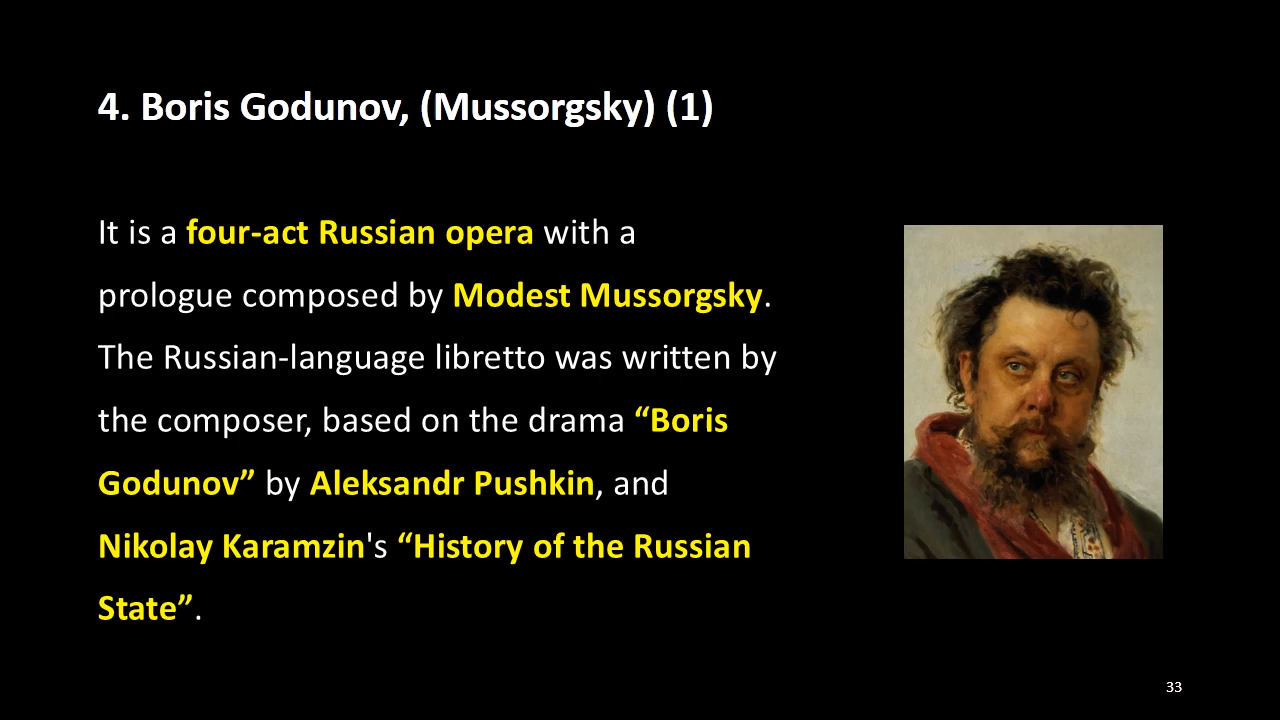 4. Boris Godunov, (Mussorgsky) (1)
It is a four-act Russian opera with a
prologue composed by Modest Mussorgsky.
The Russian-language libretto was written by
the composer, based on the drama “Boris
Godunov” by Aleksandr Pushkin, and
Nikolay Karamzin's “History of the Russian
State”.
33